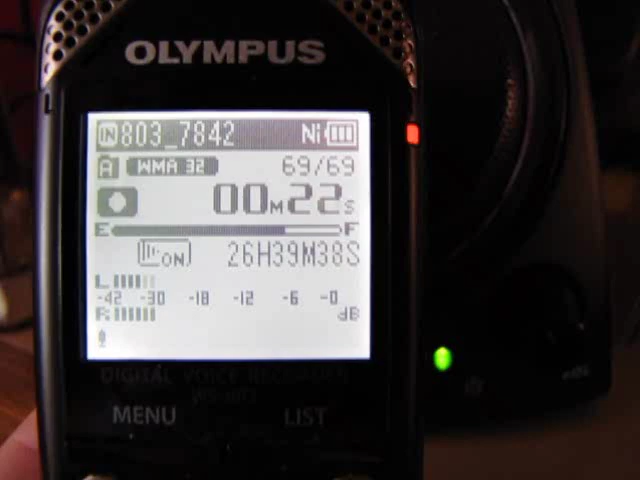 OLYMPUS
IN 803_7842 Ni
A WMA 32 69/69
00M22S
E F
ON 26H39M38S
L
-42 -30 -18 -12 -6 -0
R dB
DIGITAL VOICE RECORDER
MENU LIST